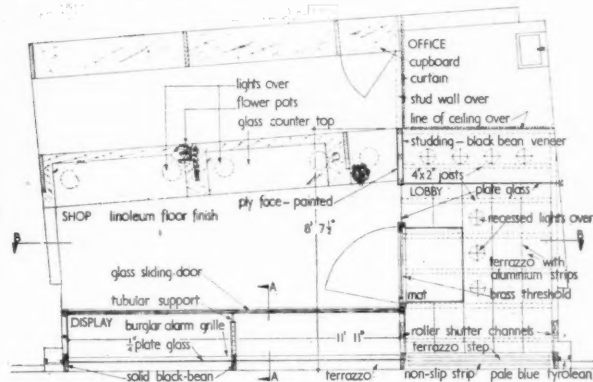 OFFICE
cupboard
curtain
stud wall over
line of ceiling over
lights over
flower pots
glass counter top
studding - black bean veneer
4"x 2" joists
plate glass
LOBBY
ply face - painted
SHOP linoleum floor finish
8' 7½"
recessed lights over
B
B
terrazzo with
aluminium strips
glass sliding door
A
mat
brass threshold
tubular support
DISPLAY
burglar alarm grille
11' 11"
roller shutter channels
¼" plate glass
terrazzo step
solid black-bean
A
terrazzo
non-slip strip
pale blue tyrolean